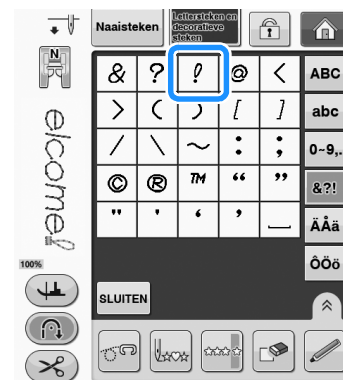 Naaisteken
Lettersteken en
decoratieve
steken
N
& ? ! @ < ABC
> ( ) [ ] abc
/ \ ~ : ; 0~9,.
© ® TM “ ” &?!
" ' ‘ ’ _ ÄÅä
ÔÖö
elcome!
100%
SLUITEN